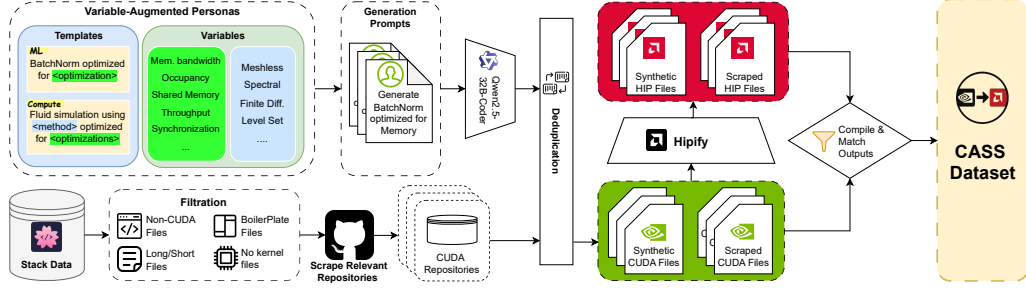 Variable-Augmented Personas
Templates
ML
BatchNorm optimized
for <optimization>
Compute
Fluid simulation using
<method> optimized
for <optimizations>
Variables
Mem. bandwidth
Occupancy
Shared Memory
Throughput
Synchronization
...
Meshless
Spectral
Finite Diff.
Level Set
....
Generation
Prompts
Generate
BatchNorm
optimized for
Memory
Qwen2.5-
32B-Coder
Deduplication
Synthetic
HIP Files
Scraped
HIP Files
Hipify
Synthetic
CUDA Files
Scraped
CUDA Files
Compile &
Match
Outputs
CASS
Dataset
Stack Data
Filtration
Non-CUDA
Files
BoilerPlate
Files
Long/Short
Files
No kernel
files
Scrape Relevant
Repositories
CUDA
Repositories